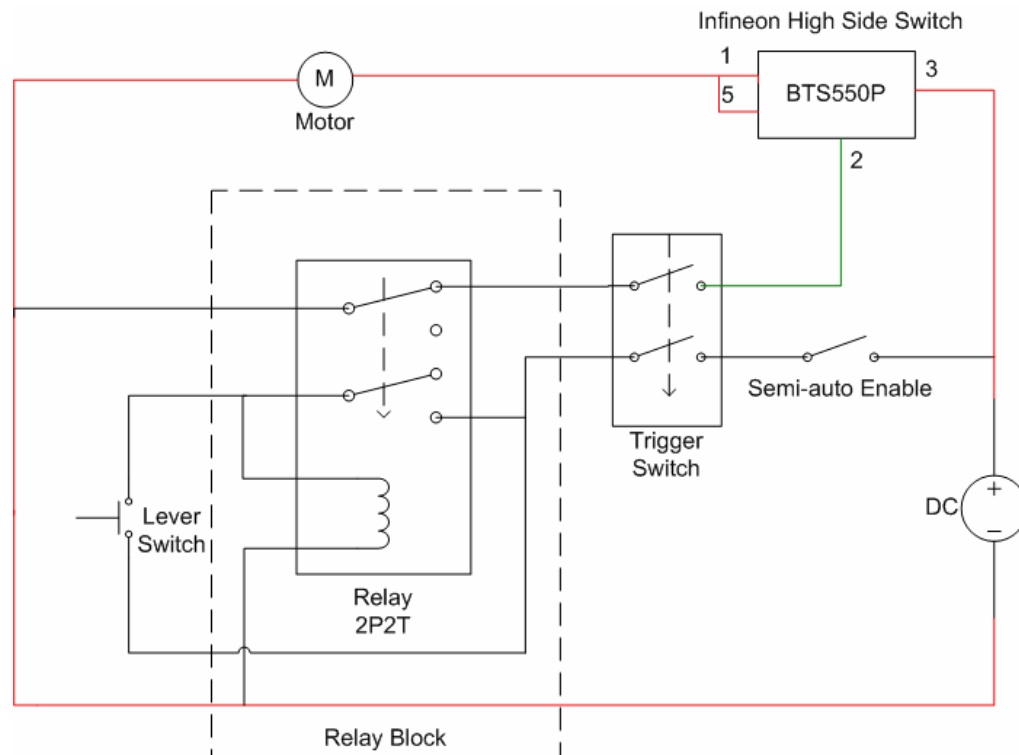 Infineon High Side Switch
1
3
M
5
BTS550P
Motor
2
Semi-auto Enable
Trigger
Switch
+
DC
−
Lever
Switch
Relay
2P2T
Relay Block